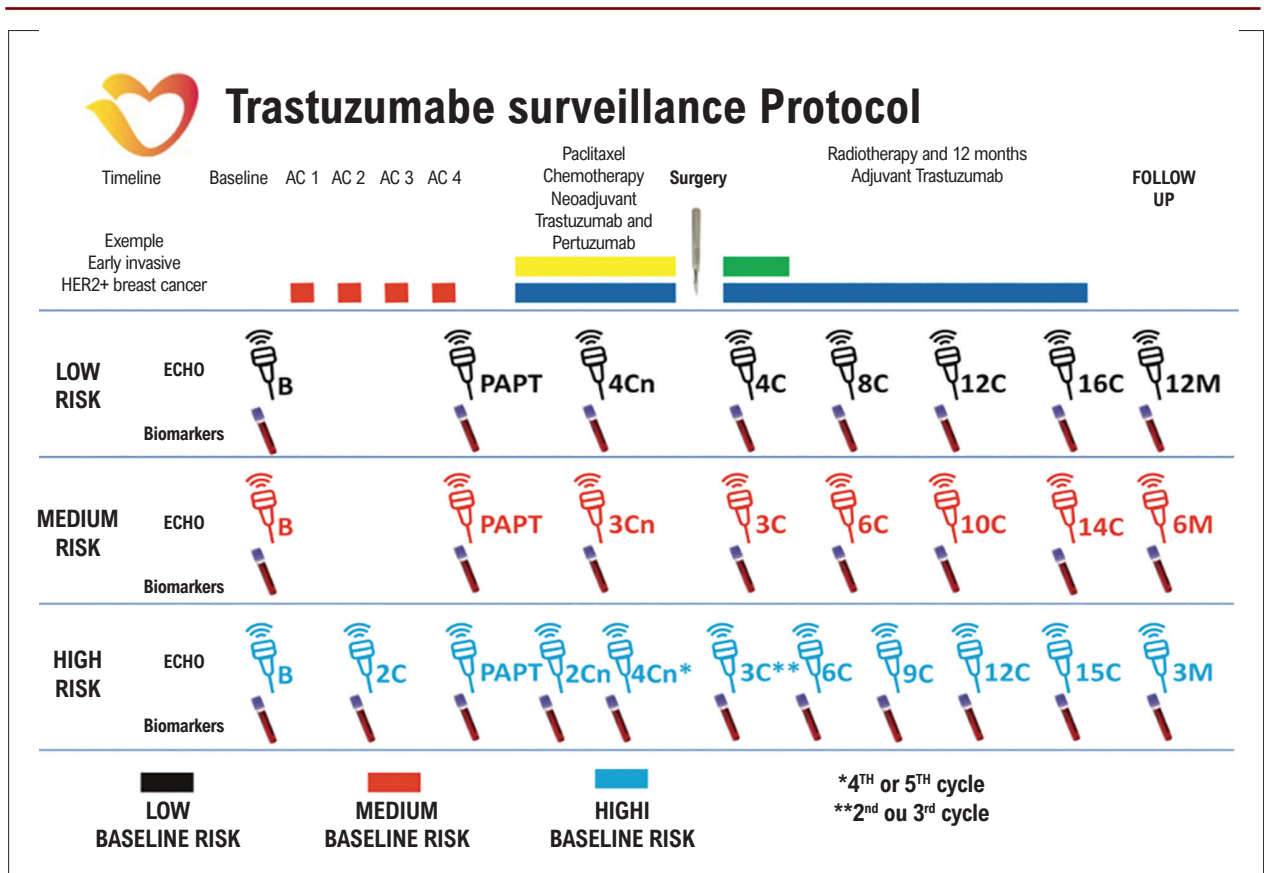 Trastuzumabe surveillance Protocol
Timeline
Baseline
AC 1
AC 2
AC 3
AC 4
Paclitaxel
Chemotherapy
Neoadjuvant
Trastuzumab and
Pertuzumab
Surgery
Radiotherapy and 12 months
Adjuvant Trastuzumab
FOLLOW
UP
Exemple
Early invasive
HER2+ breast cancer
LOW
RISK
ECHO
B
PAPT
4Cn
4C
8C
12C
16C
12M
Biomarkers
MEDIUM
RISK
ECHO
B
PAPT
3Cn
3C
6C
10C
14C
6M
Biomarkers
HIGH
RISK
ECHO
B
2C
PAPT
2Cn
4Cn*
3C**
6C
9C
12C
15C
3M
Biomarkers
LOW
BASELINE RISK
MEDIUM
BASELINE RISK
HIGHI
BASELINE RISK
*4TH or 5TH cycle
**2nd ou 3rd cycle